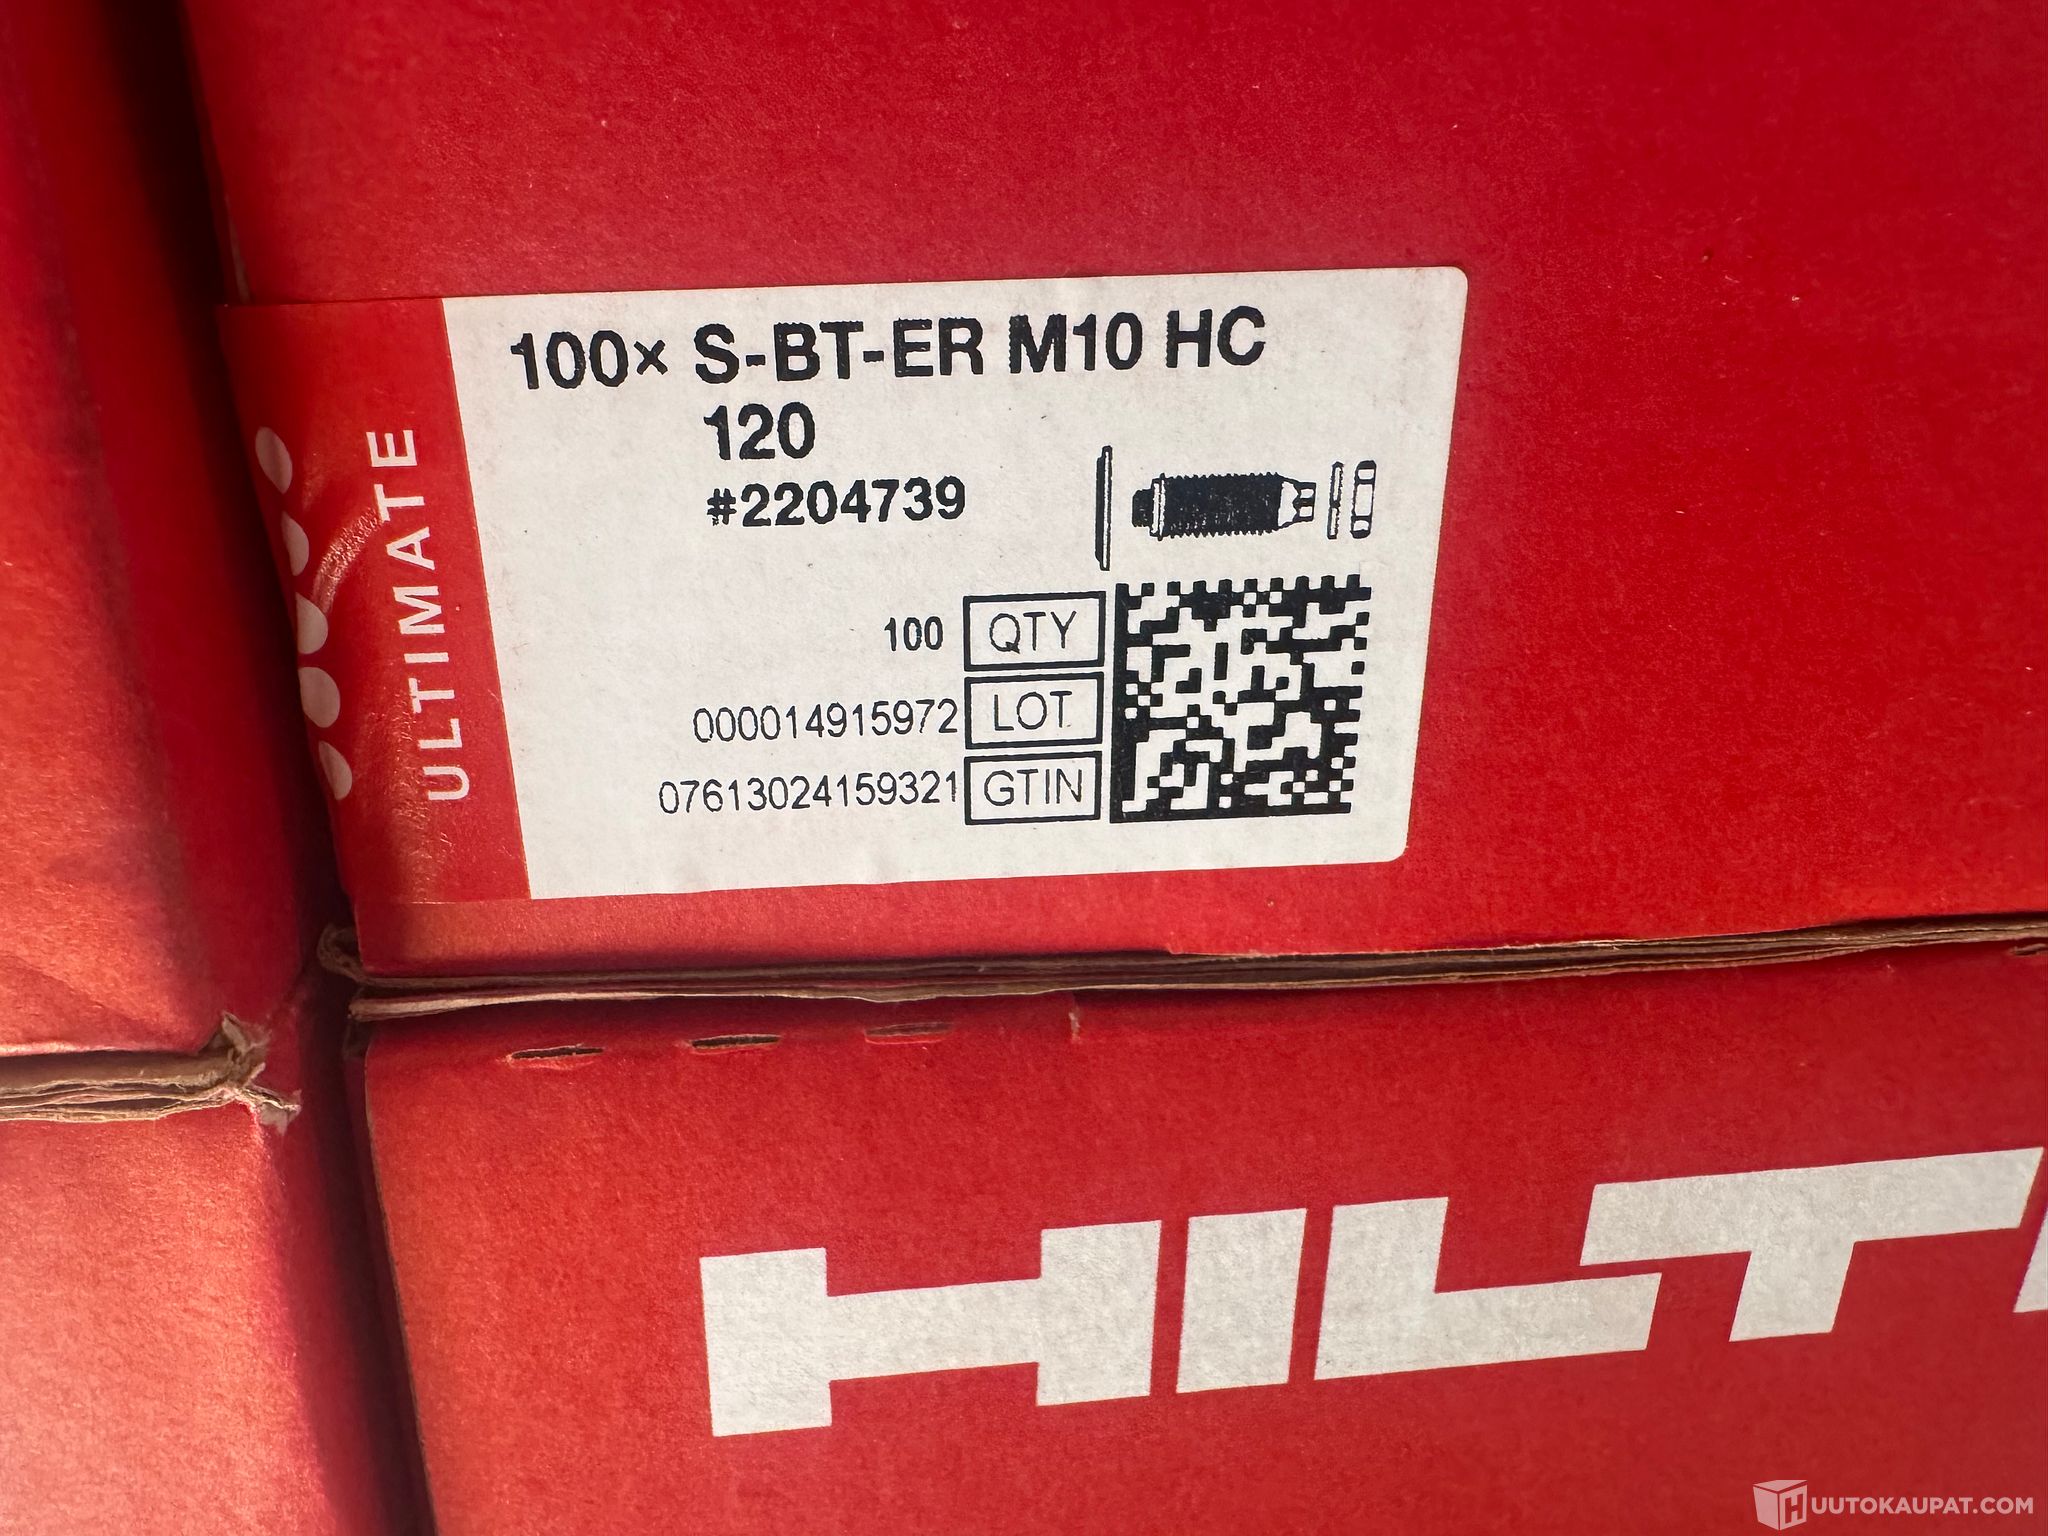 100× S-BT-ER M10 HC
120
#2204739
ULTIMATE
100 QTY
000014915972 LOT
07613024159321 GTIN
HILT
HUUTOKAUPAT.COM